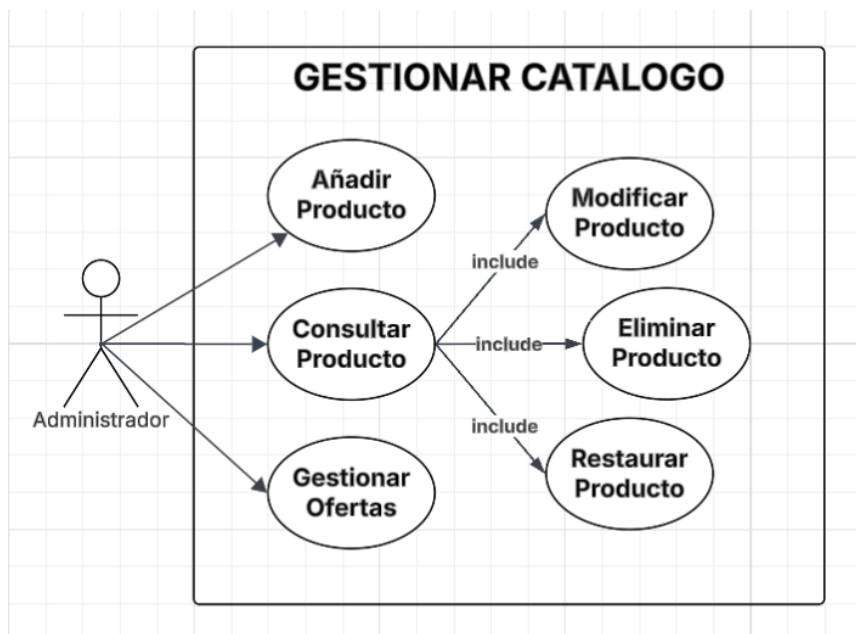 GESTIONAR CATALOGO
Añadir
Producto
Modificar
Producto
include
Consultar
Producto
include
Eliminar
Producto
Administrador
include
Gestionar
Ofertas
Restaurar
Producto